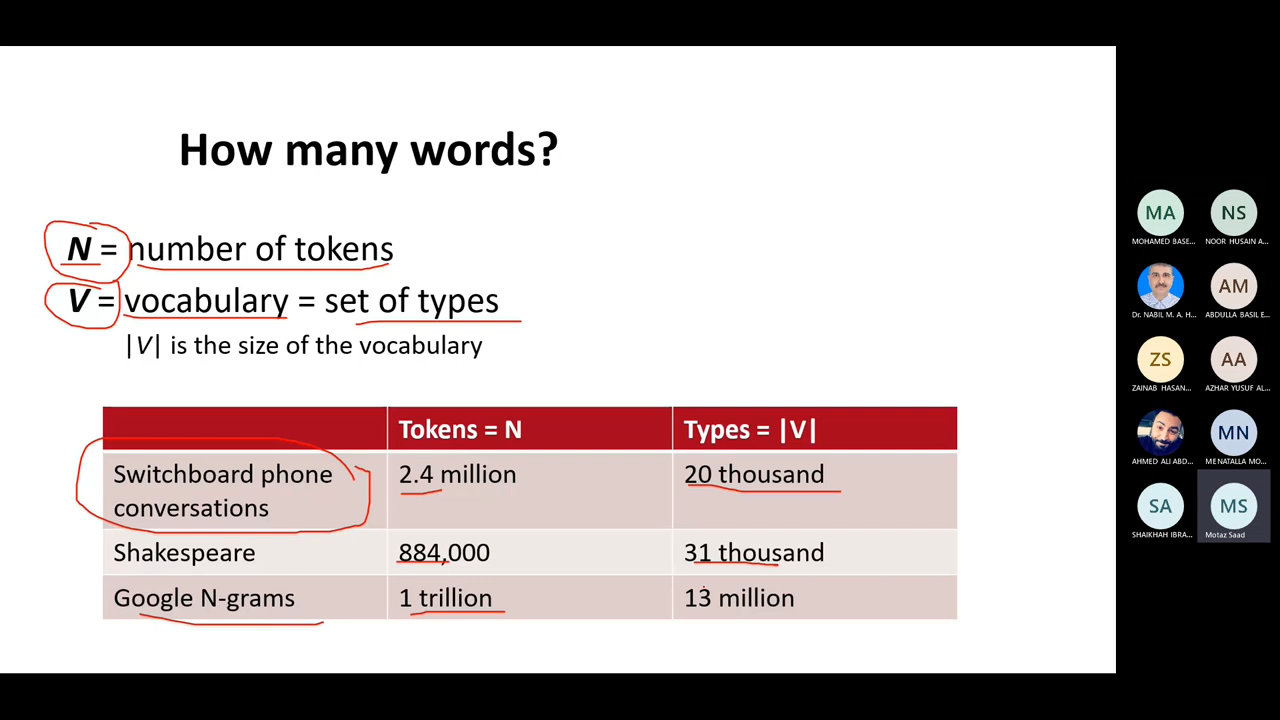 How many words?
N = number of tokens
V = vocabulary = set of types
|V| is the size of the vocabulary
Tokens = N Types = |V|
Switchboard phone conversations 2.4 million 20 thousand
Shakespeare 884,000 31 thousand
Google N-grams 1 trillion 13 million
MA NS
MOHAMED BASE... NOOR HUSAIN A...
AM
Dr. NABIL M. A. H... ABDULLA BASIL E...
ZS AA
ZAINAB HASAN... AZHAR YUSUF AL...
MN
AHMED ALI ABD... MENATALLA MO...
SA MS
SHAIKHAH IBRA... Motaz Saad